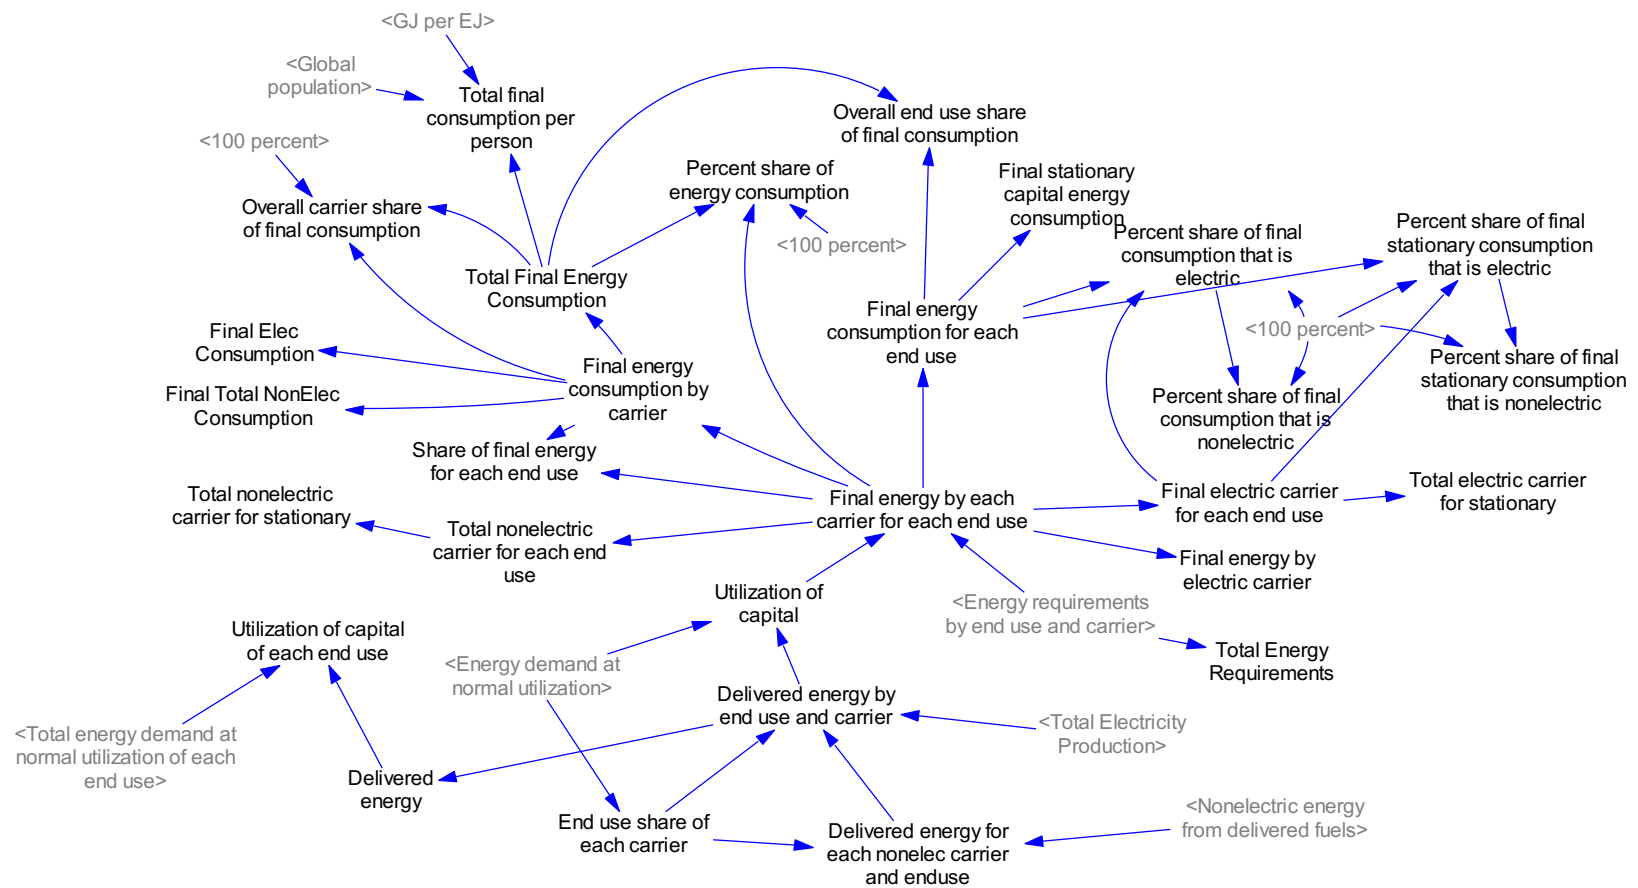 <GJ per EJ>
<Global
population>
Total final
consumption per
person
<100 percent>
Overall carrier share
of final consumption
Overall end use share
of final consumption
Percent share of
energy consumption
<100 percent>
Final stationary
capital energy
consumption
Percent share of final
consumption that is
electric
Percent share of final
stationary consumption
that is electric
Total Final Energy
Consumption
Final energy
consumption for each
end use
<100 percent>
Final Elec
Consumption
Final energy
consumption by
carrier
Percent share of final
stationary consumption
that is nonelectric
Final Total NonElec
Consumption
Percent share of final
consumption that is
nonelectric
Share of final energy
for each end use
Total nonelectric
carrier for stationary
Total nonelectric
carrier for each end
use
Final energy by each
carrier for each end use
Final electric carrier
for each end use
Total electric carrier
for stationary
Final energy by
electric carrier
Utilization of
capital
<Energy requirements
by end use and carrier>
Utilization of capital
of each end use
<Energy demand at
normal utilization>
Total Energy
Requirements
Delivered energy by
end use and carrier
<Total Electricity
Production>
<Total energy demand at
normal utilization of each
end use>
Delivered
energy
End use share of
each carrier
Delivered energy for
each nonelec carrier
and enduse
<Nonelectric energy
from delivered fuels>